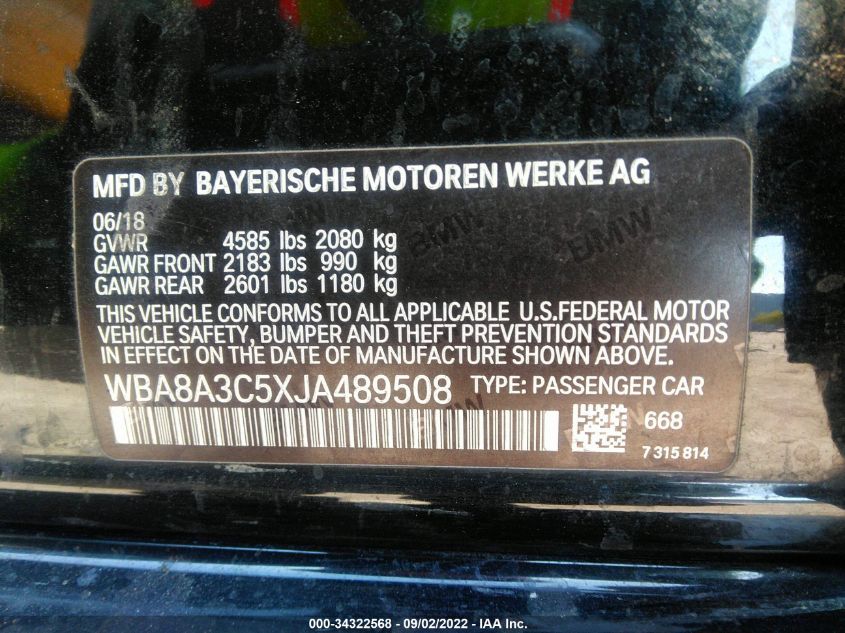 MFD BY BAYERISCHE MOTOREN WERKE AG
06/18
GVWR 4585 lbs 2080 kg
GAWR FRONT 2183 lbs 990 kg
GAWR REAR 2601 lbs 1180 kg
THIS VEHICLE CONFORMS TO ALL APPLICABLE U.S.FEDERAL MOTOR
VEHICLE SAFETY, BUMPER AND THEFT PREVENTION STANDARDS
IN EFFECT ON THE DATE OF MANUFACTURE SHOWN ABOVE.
WBA8A3C5XJA489508 TYPE: PASSENGER CAR
668
7 315 814
BMW
BMW
BMW
000-34322568 - 09/02/2022 - IAA Inc.